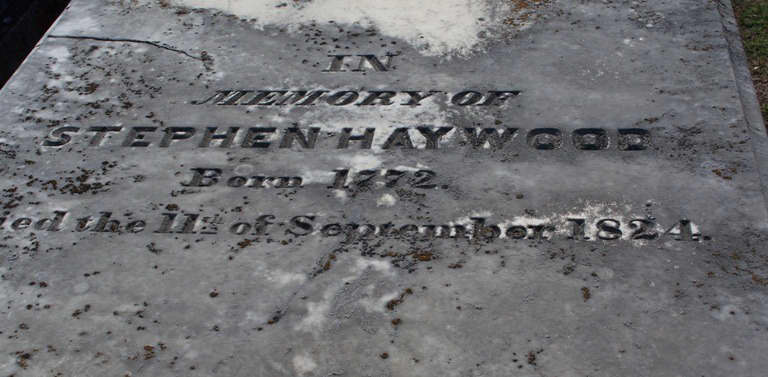 IN
MEMORY OF
STEPHEN HAYWOOD
Born 1772.
ied the 11th of September 1824.